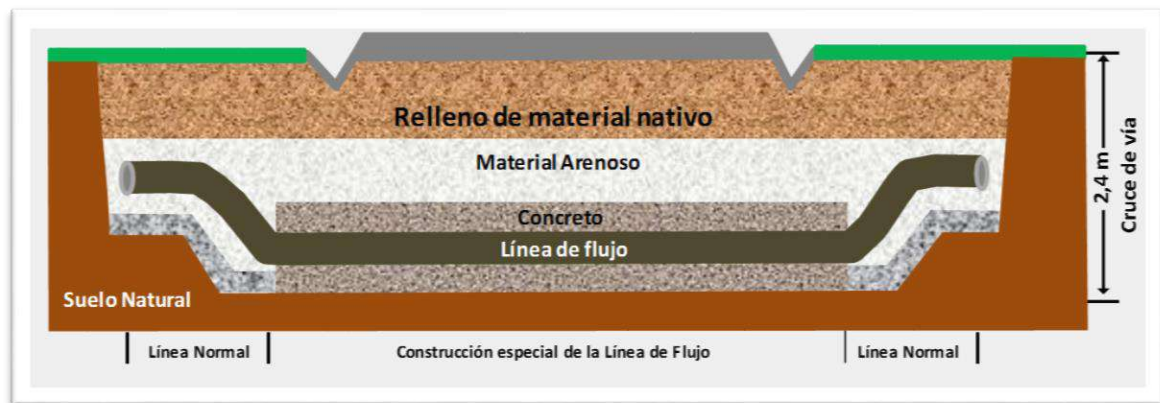 Relleno de material nativo
Material Arenoso
Concreto
Línea de flujo
Suelo Natural
2,4 m
Cruce de vía
Línea Normal
Construcción especial de la Línea de Flujo
Línea Normal